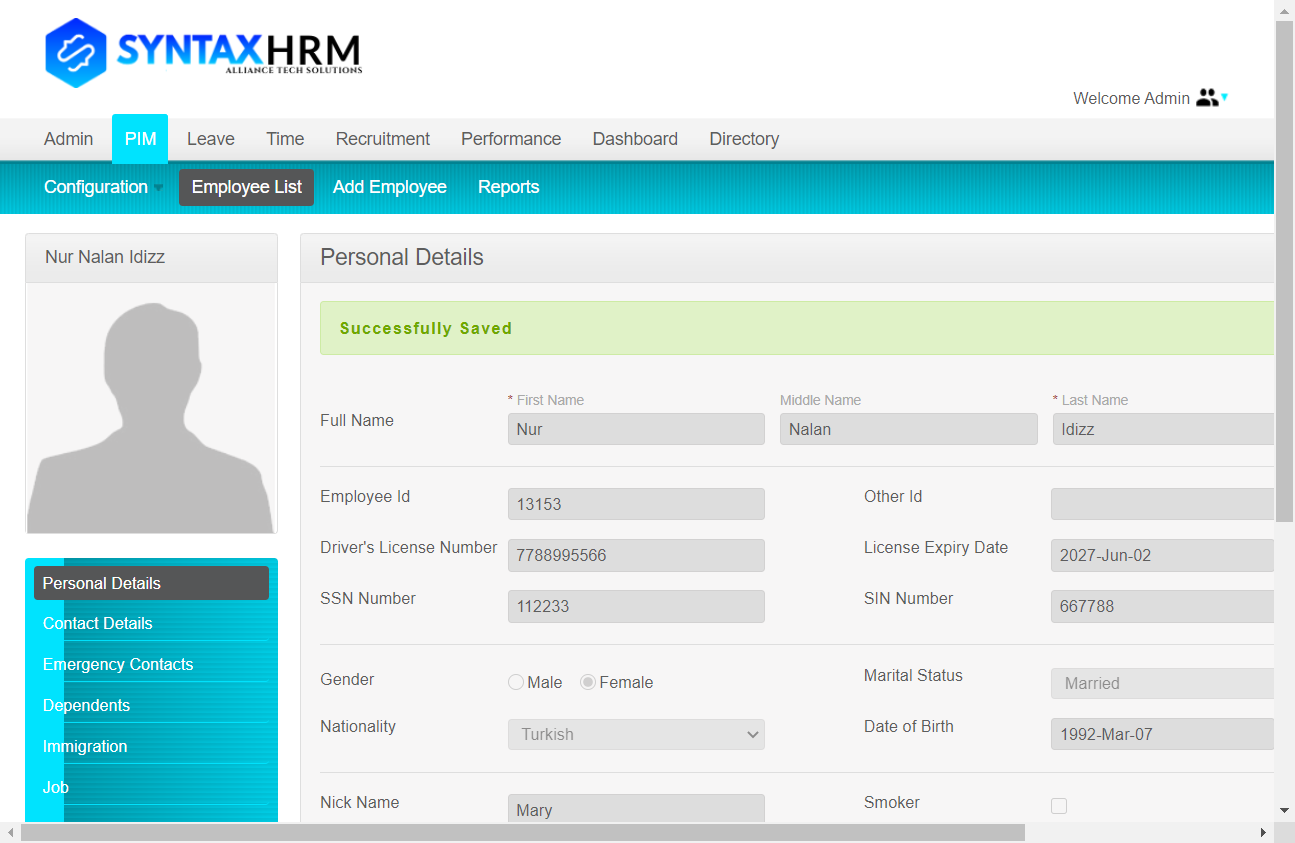 SYNTAXHRM
ALLIANCE TECH SOLUTIONS
Welcome Admin
Admin PIM Leave Time Recruitment Performance Dashboard Directory
Configuration Employee List Add Employee Reports
Nur Nalan Idizz
Personal Details
Successfully Saved
* First Name Middle Name * Last Name
Full Name Nur Nalan Idizz
Employee Id 13153 Other Id
Driver's License Number 7788995566 License Expiry Date 2027-Jun-02
SSN Number 112233 SIN Number 667788
Gender Male Female Marital Status Married
Nationality Turkish Date of Birth 1992-Mar-07
Nick Name Mary Smoker
Personal Details
Contact Details
Emergency Contacts
Dependents
Immigration
Job